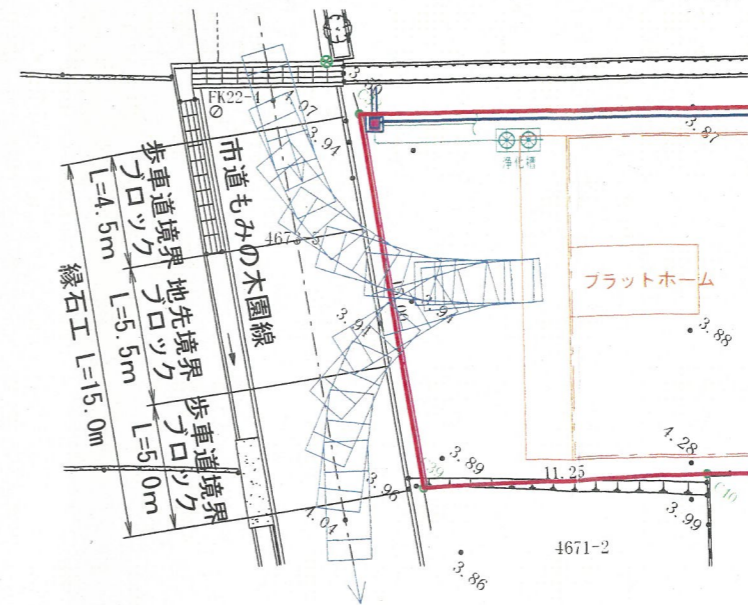 FK22-4
4.07
3.94
3.87
浄化槽
市道もみの木園線
歩車道境界
ブロック
L=4.5m
地先境界
ブロック
L=5.5m
歩車道境界
ブロック
L=5.0m
縁石工 L=15.0m
プラットホーム
3.94
3.88
4.28
3.89
11.25
C39
C40
3.96
4.04
3.99
3.86
4671-2